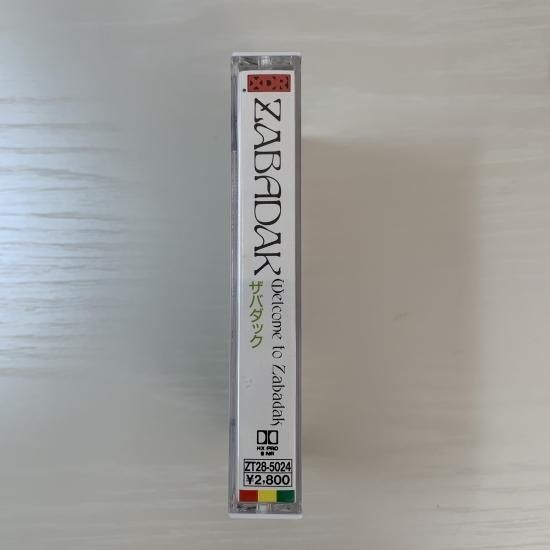 XDR
ZABADAK
Welcome to Zabadak
ザバダック
HX PRO
B NR
ZT28-5024
¥2,800